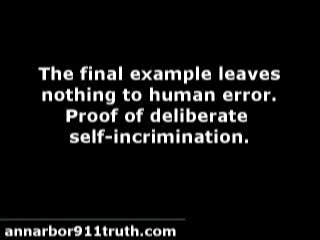 The final example leaves
nothing to human error.
Proof of deliberate
self-incrimination.
annarbor911truth.com